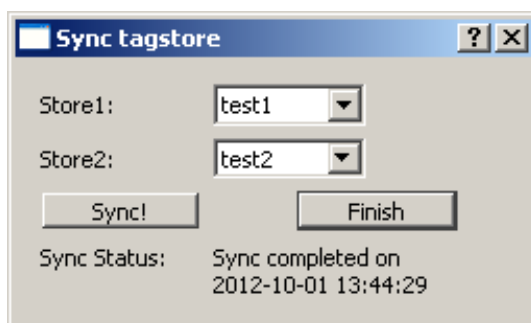 Sync tagstore
Store1: test1
Store2: test2
Sync! Finish
Sync Status: Sync completed on
2012-10-01 13:44:29